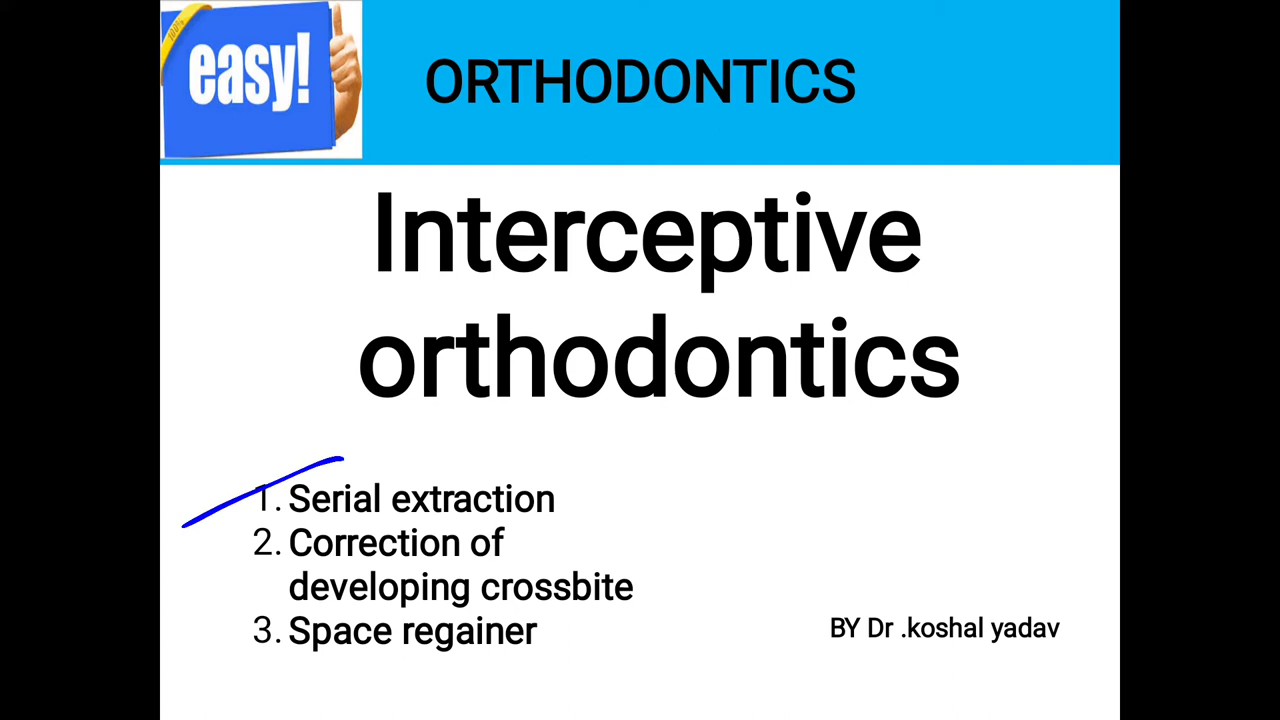 100%
easy!
ORTHODONTICS
Interceptive
orthodontics
1. Serial extraction
2. Correction of
developing crossbite
3. Space regainer
BY Dr .koshal yadav